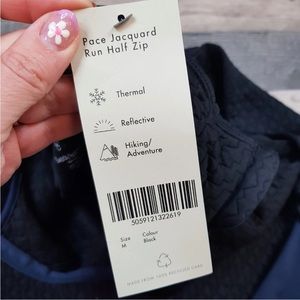 Pace Jacquard
Run Half Zip
Thermal
Reflective
Hiking/
Adventure
5059121322619
Size
M
Colour
Black
MADE FROM 100% RECYCLED CARD